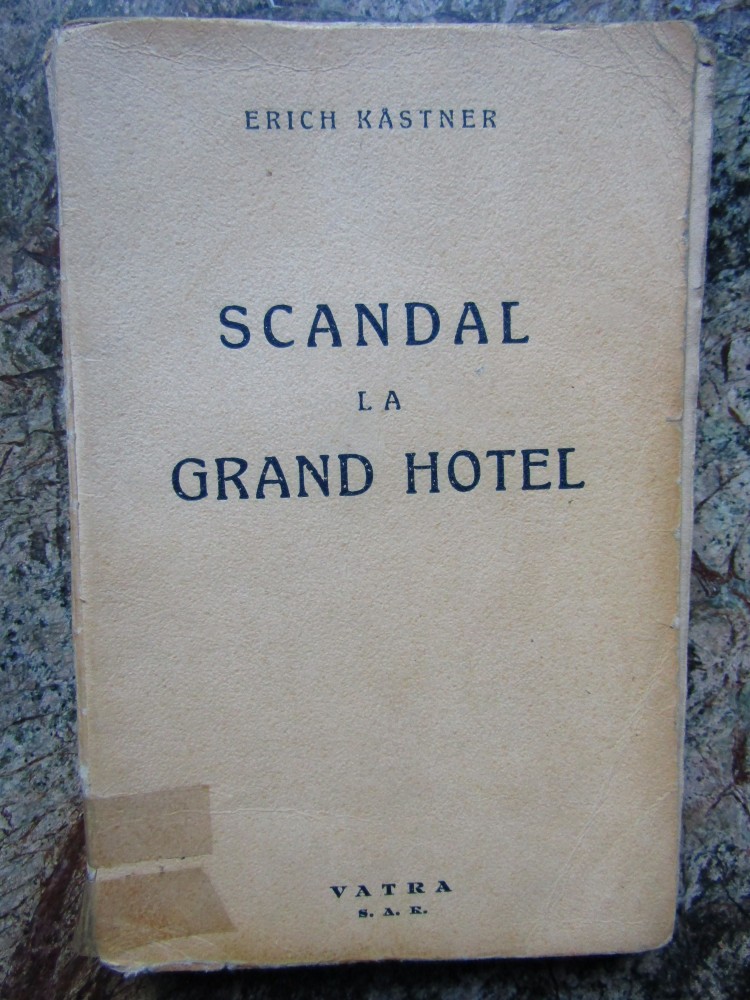 ERICH KÄSTNER
SCANDAL
LA
GRAND HOTEL
VATRA
S. A. R.